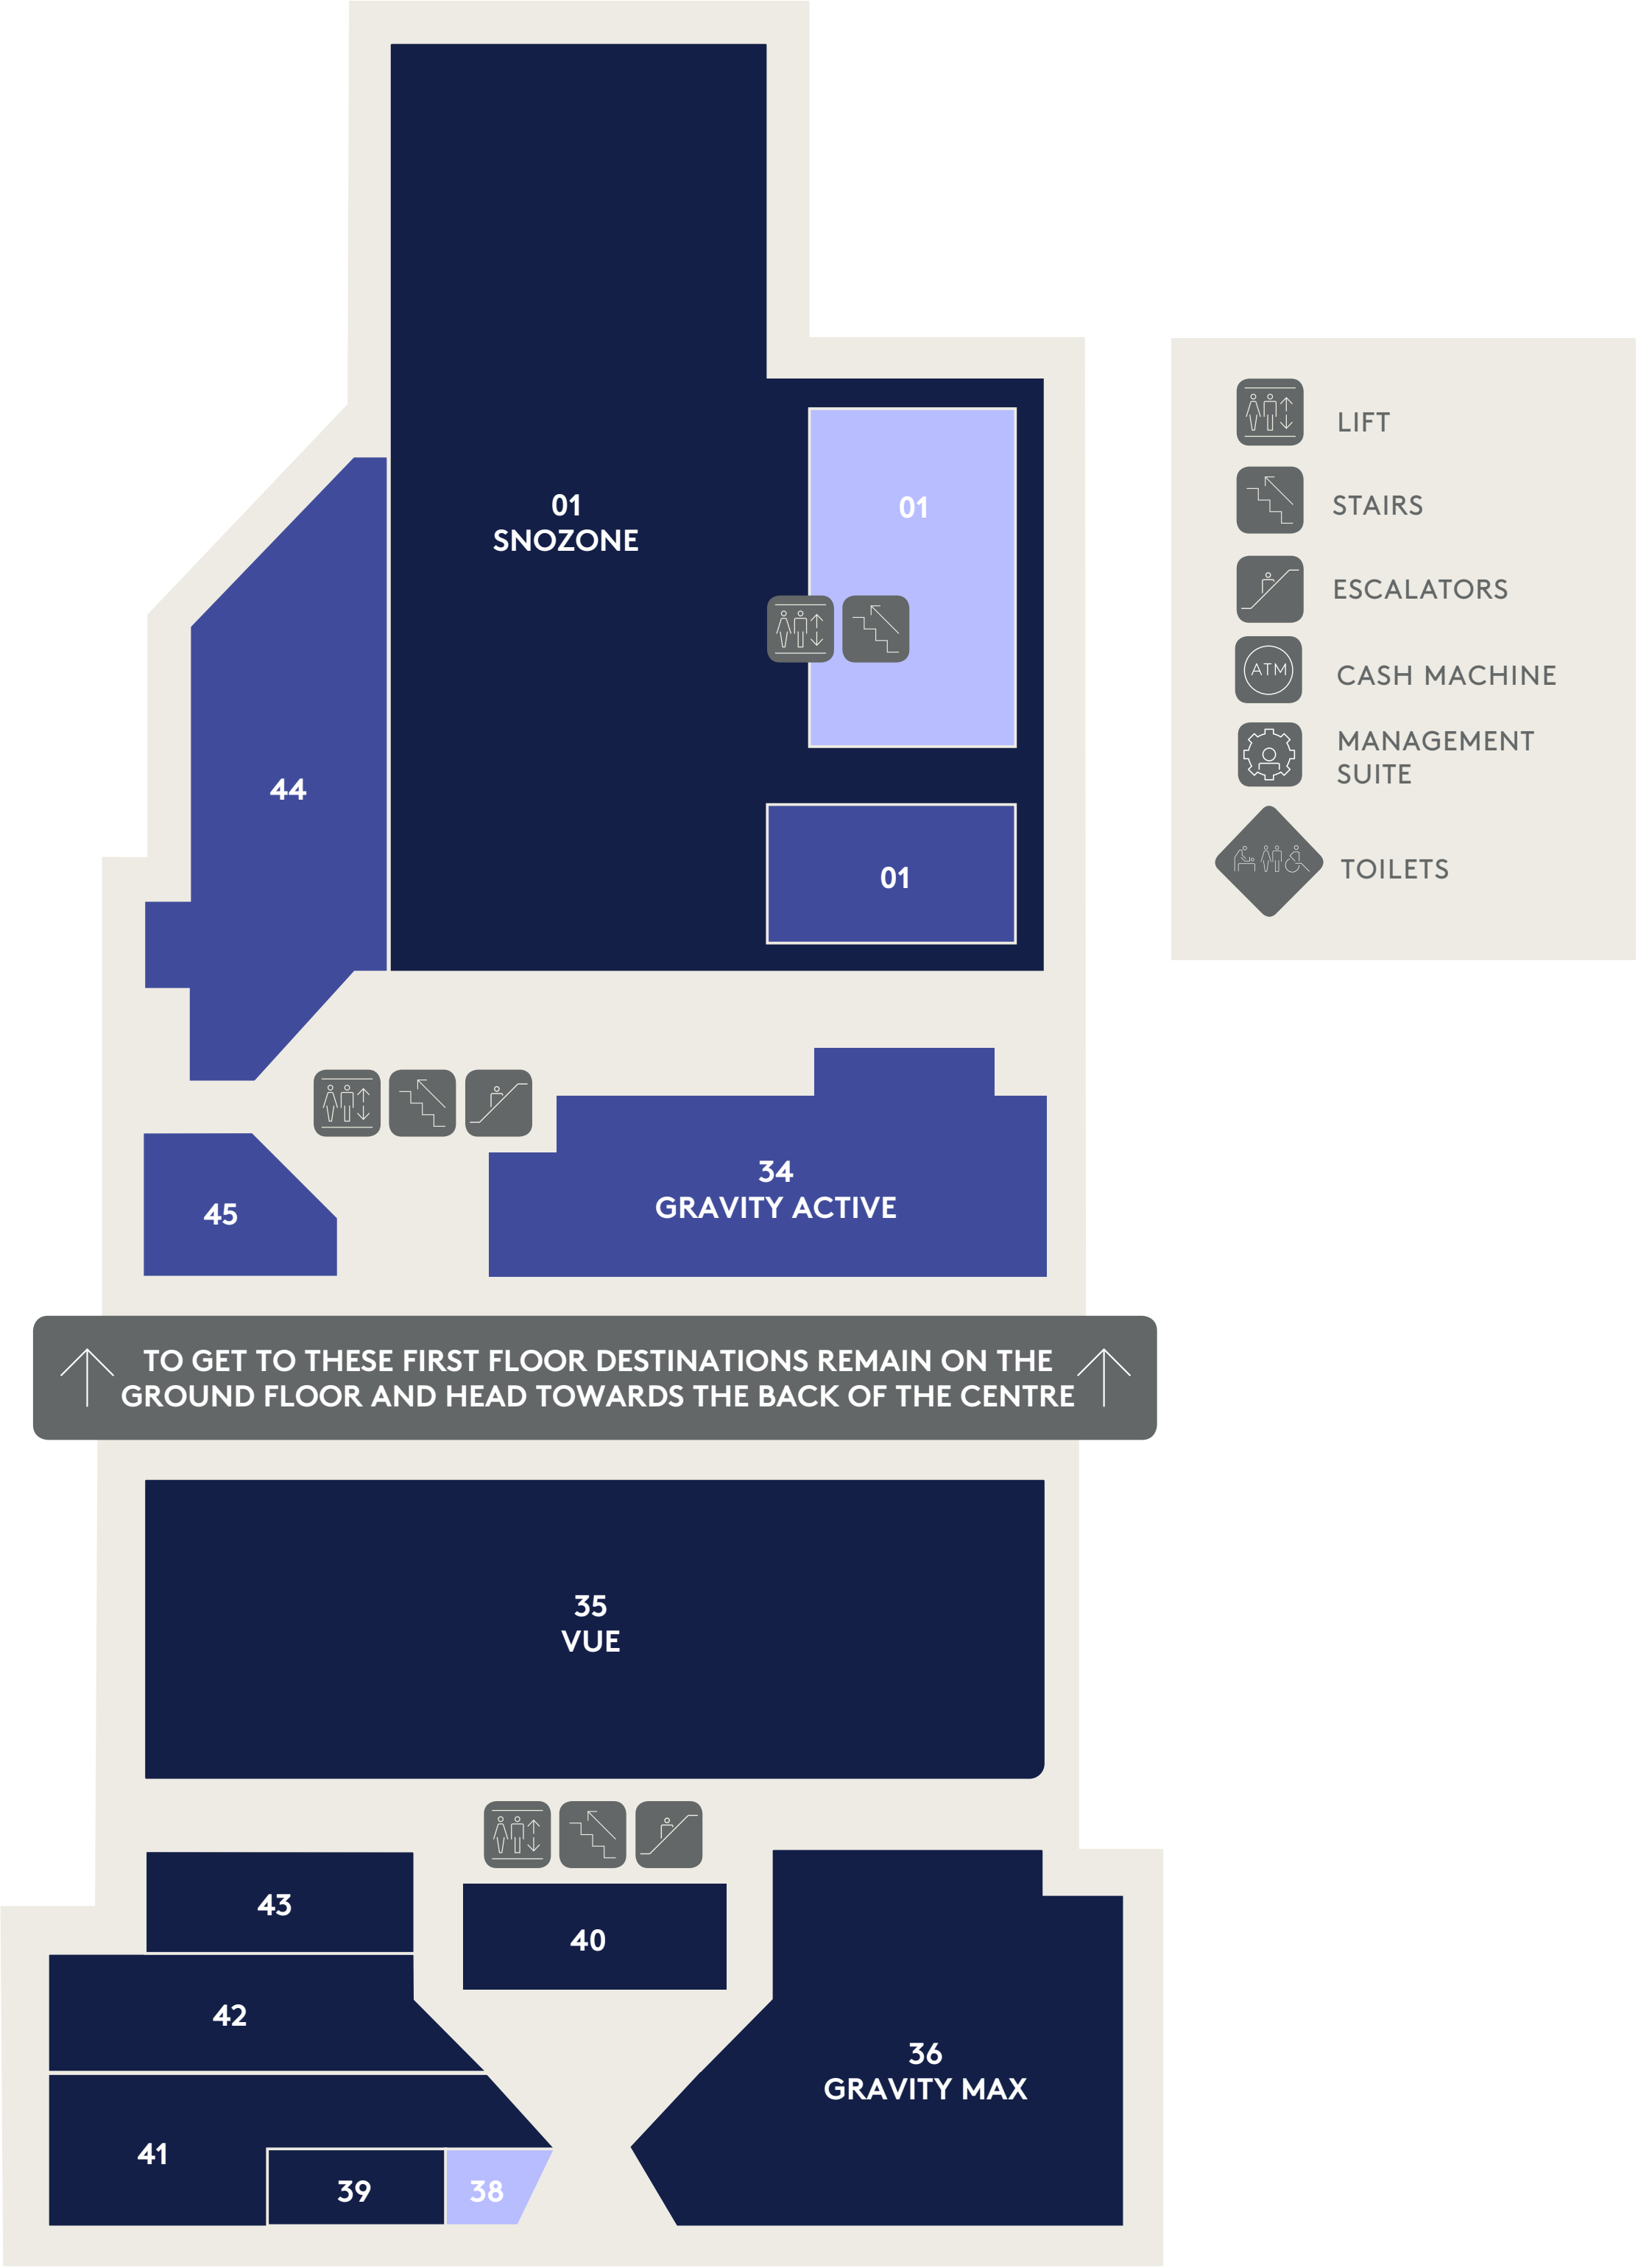 01
SNOZONE
01
01
44
LIFT
STAIRS
ESCALATORS
ATM
CASH MACHINE
MANAGEMENT
SUITE
TOILETS
34
GRAVITY ACTIVE
45
TO GET TO THESE FIRST FLOOR DESTINATIONS REMAIN ON THE
GROUND FLOOR AND HEAD TOWARDS THE BACK OF THE CENTRE
35
VUE
43
40
42
36
GRAVITY MAX
41
39
38